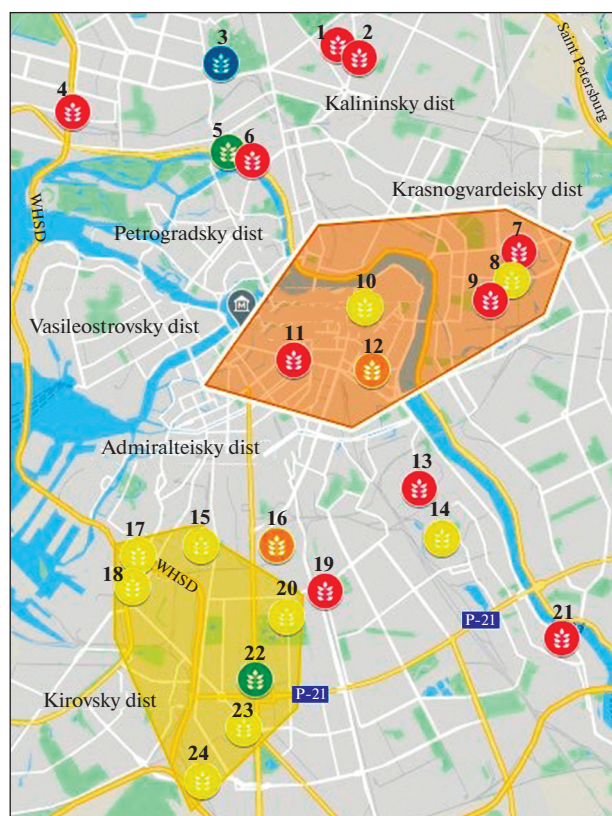 1
2
3
4
Saint Petersburg
Kalininsky dist
5
6
Krasnogvardeisky dist
WHSD
Petrogradsky dist
7
8
9
10
M
Vasileostrovsky dist
11
12
Admiralteisky dist
13
14
15
16
17
18
WHSD
19
20
P-21
21
22
Kirovsky dist
P-21
23
24